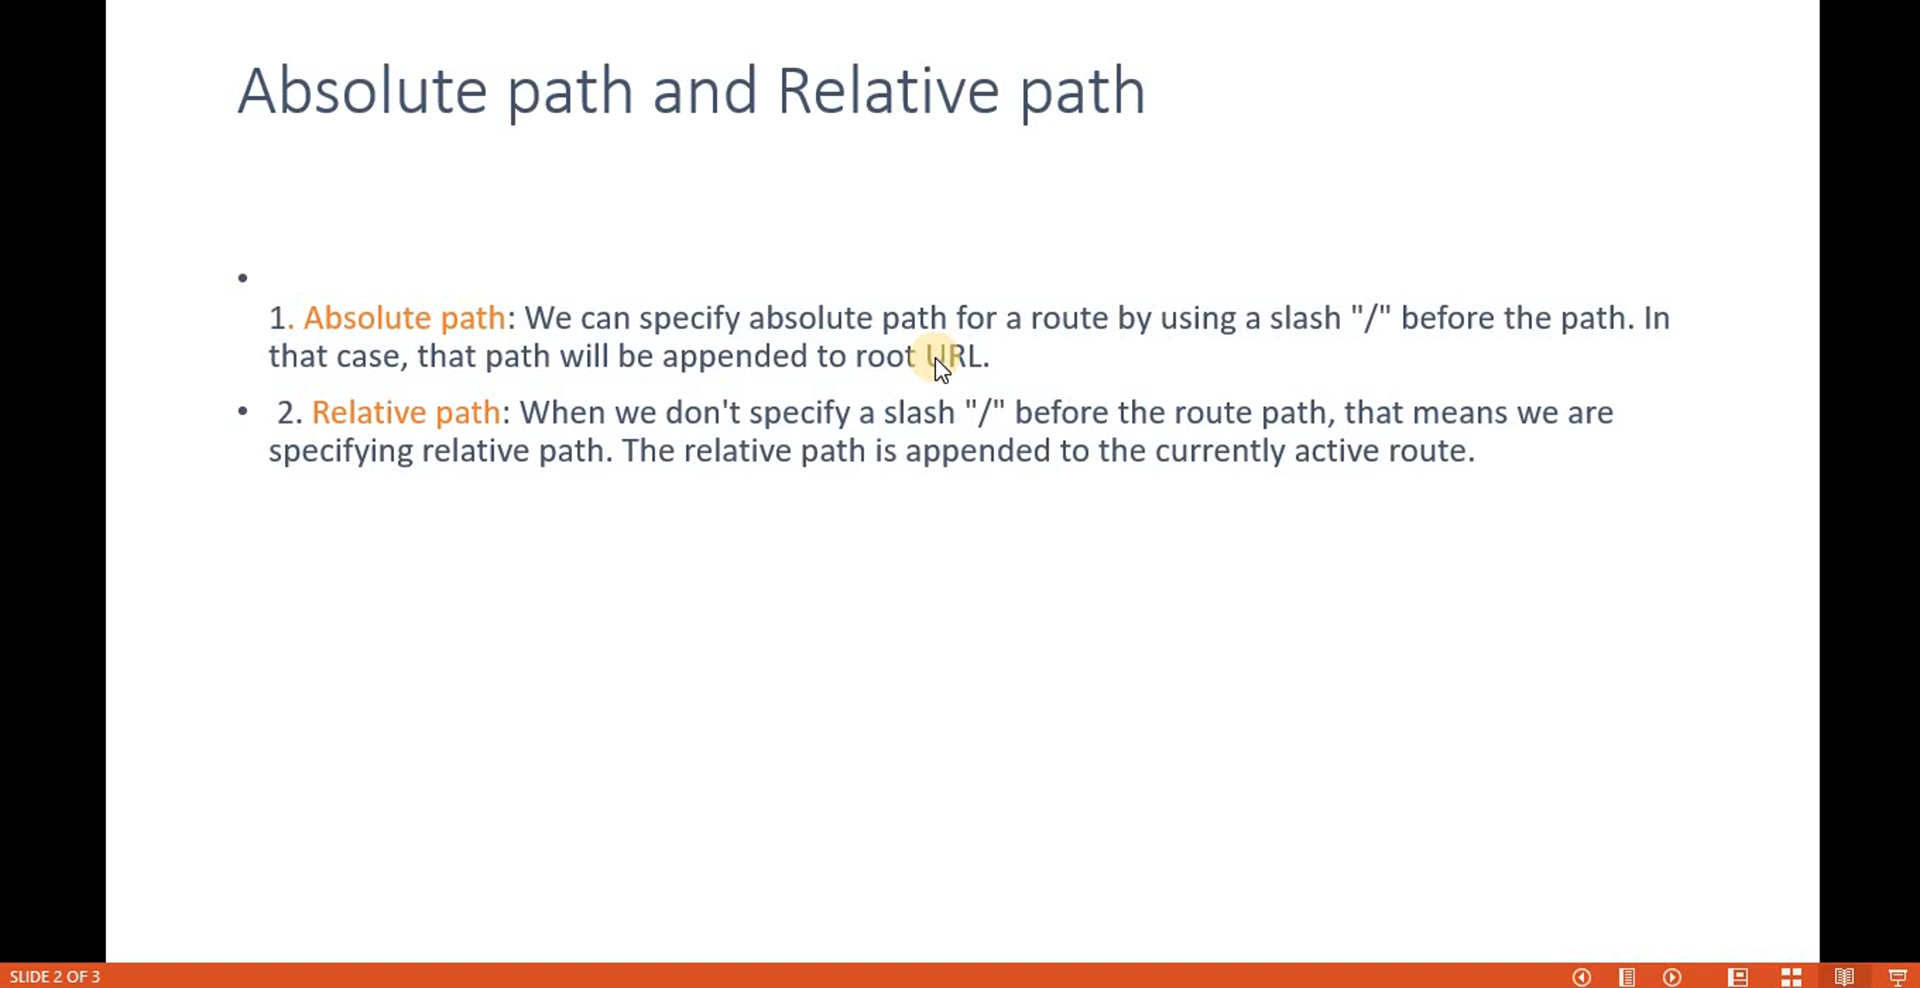 Absolute path and Relative path
•
1. Absolute path: We can specify absolute path for a route by using a slash "/" before the path. In
that case, that path will be appended to root URL.
• 2. Relative path: When we don't specify a slash "/" before the route path, that means we are
specifying relative path. The relative path is appended to the currently active route.
SLIDE 2 OF 3